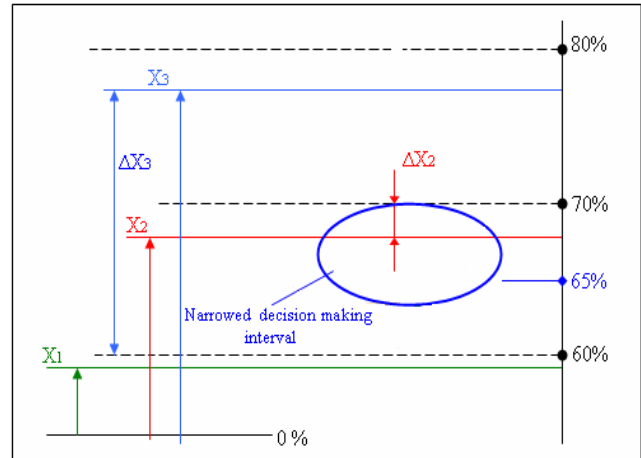 80%
X3
ΔX3
ΔX2
70%
X2
65%
Narrowed decision making
interval
60%
X1
0 %